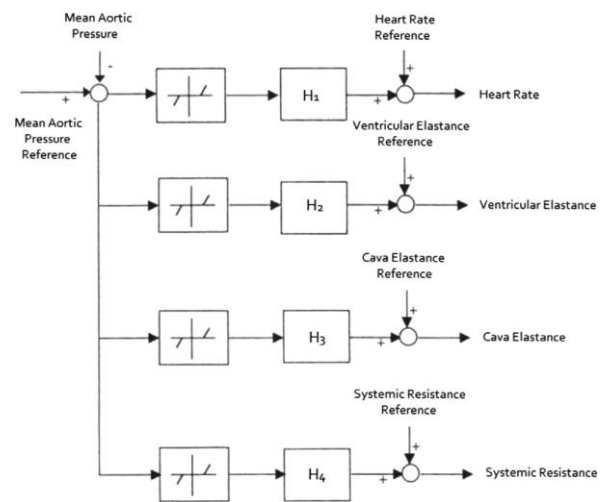 Mean Aortic
Pressure
Heart Rate
Reference
-
+
+
H1
+
Heart Rate
Mean Aortic
Pressure
Reference
Ventricular Elastance
Reference
+
H2
+
Ventricular Elastance
Cava Elastance
Reference
+
H3
+
Cava Elastance
Systemic Resistance
Reference
+
H4
+
Systemic Resistance